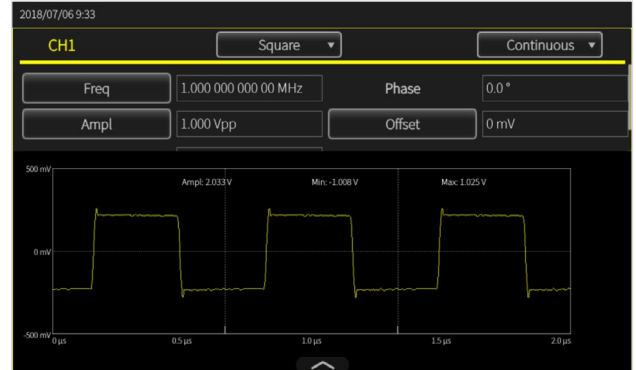 2018/07/06 9:33
CH1 Square Continuous
Freq 1.000 000 000 00 MHz Phase 0.0 °
Ampl 1.000 Vpp Offset 0 mV
500 mV
Ampl: 2.033 V Min: -1.008 V Max: 1.025 V
0 mV
-500 mV
0 µs 0.5 µs 1.0 µs 1.5 µs 2.0 µs